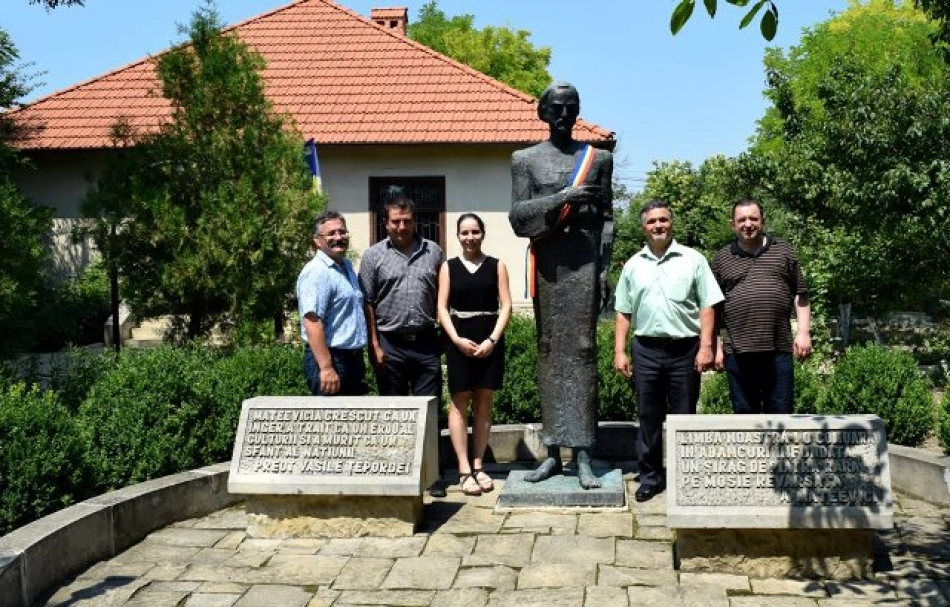 MATEEVICI A CRESCUT CA UN
INGER, A TRAIT CA UN EROU AL
CULTURII SI A MURIT CA UN
SFANT AL NATIUNII.
PREOT VASILE TEPORDEI
LIMBA NOASTRA-I O COMOARA
IN ADANCURI INFUNDATA
UN SIRAG DE PIATRA RARA
PE MOSIE REVARSATA
A. MATEEVICI